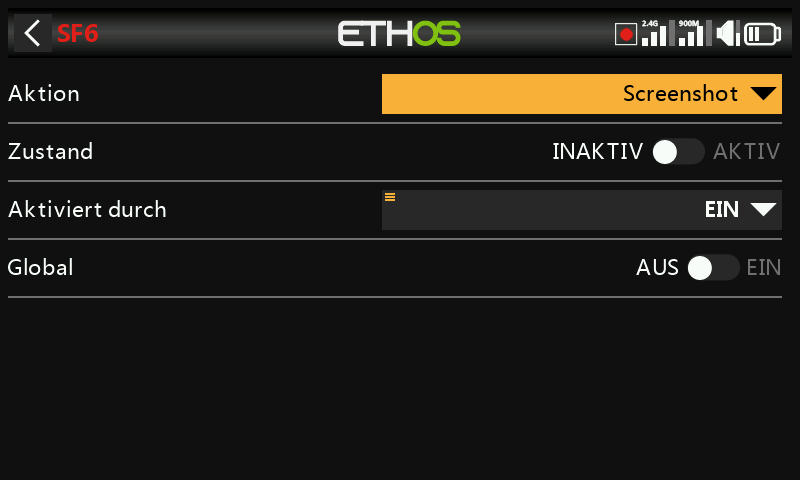 SF6 ETHOS 2.4G 900M
Aktion Screenshot
Zustand INAKTIV AKTIV
Aktiviert durch EIN
Global AUS EIN